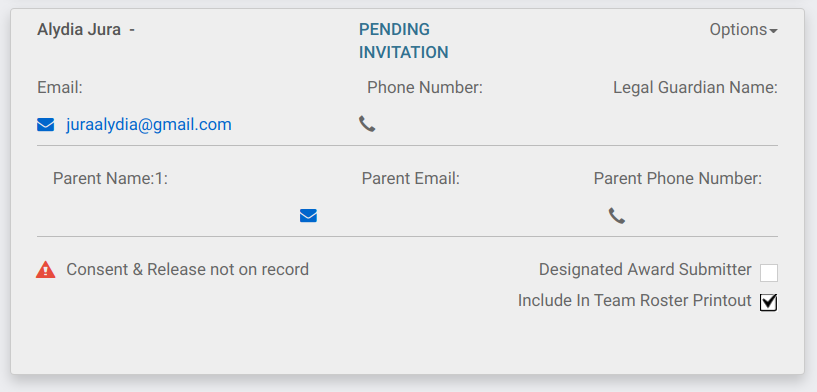 Alydia Jura - PENDING INVITATION Options
Email: Phone Number: Legal Guardian Name:
juraalydia@gmail.com
Parent Name:1: Parent Email: Parent Phone Number:
Consent & Release not on record Designated Award Submitter
Include In Team Roster Printout